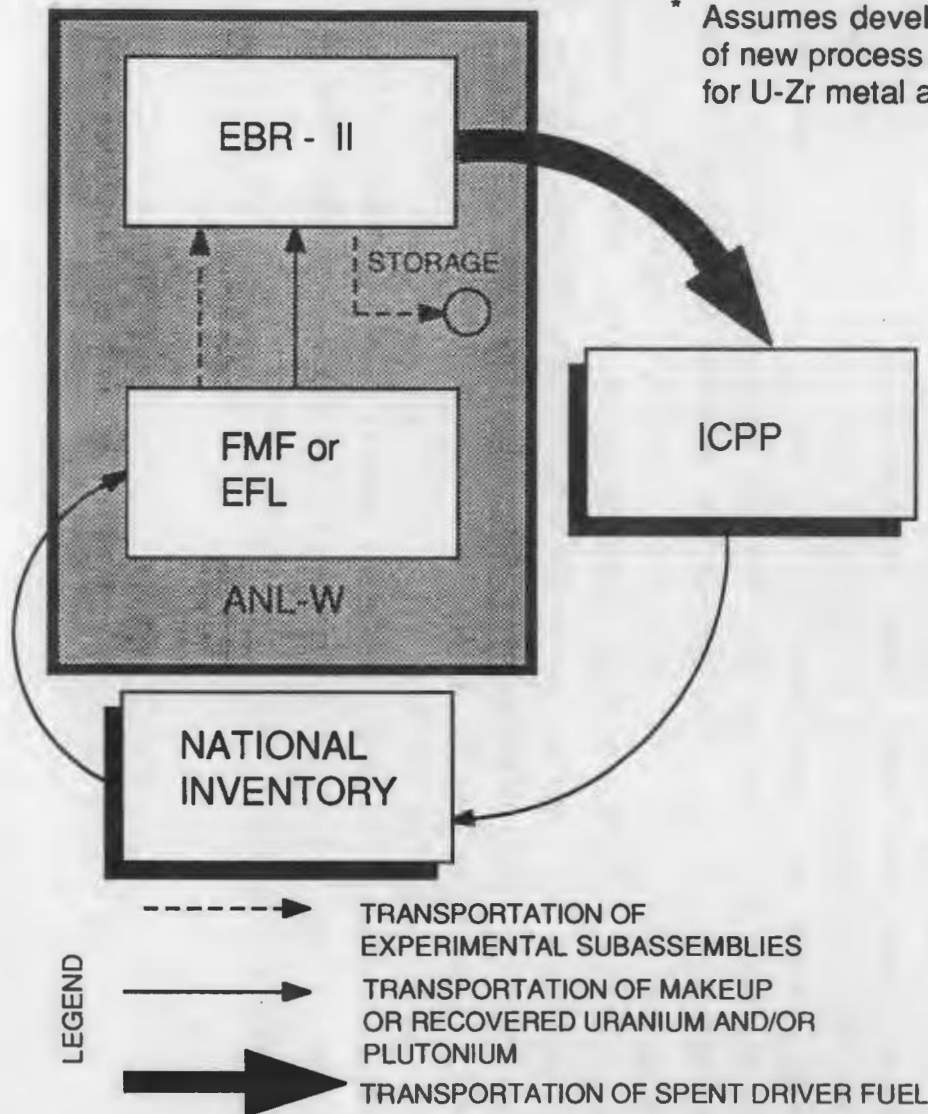 *
Assumes
of new process
for U-Zr metal
EBR - II
STORAGE
FMF or
EFL
ANL-W
ICPP
NATIONAL
INVENTORY
LEGEND
TRANSPORTATION OF
EXPERIMENTAL SUBASSEMBLIES
TRANSPORTATION OF MAKEUP
OR RECOVERED URANIUM AND/OR
PLUTONIUM
TRANSPORTATION OF SPENT DRIVER FUEL